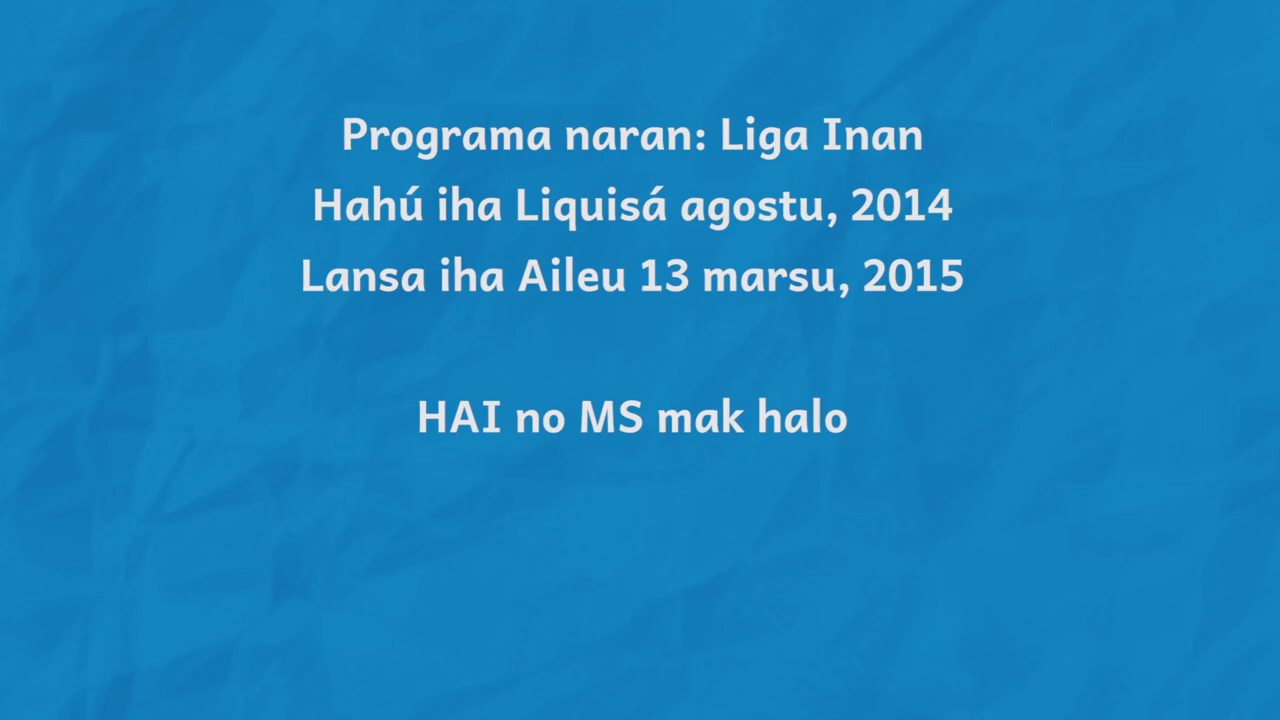 Programa naran: Liga Inan
Hahú iha Liquisá agostu, 2014
Lansa iha Aileu 13 marsu, 2015
HAI no MS mak halo